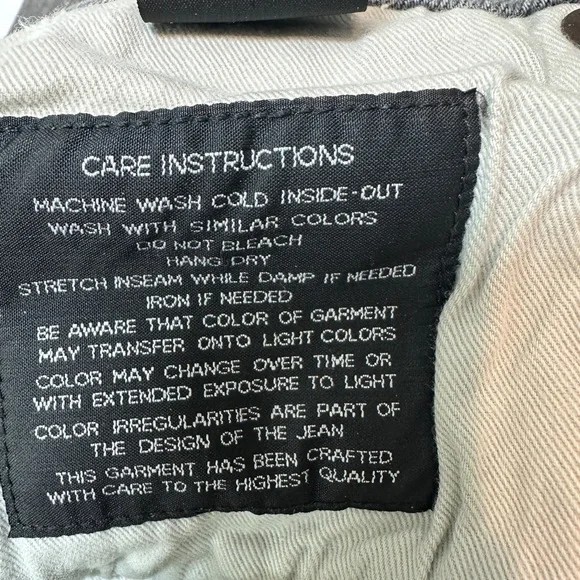 CARE INSTRUCTIONS
MACHINE WASH COLD INSIDE-OUT
WASH WITH SIMILAR COLORS
DO NOT BLEACH
HANG DRY
STRETCH INSEAM WHILE DAMP IF NEEDED
IRON IF NEEDED
BE AWARE THAT COLOR OF GARMENT
MAY TRANSFER ONTO LIGHT COLORS
COLOR MAY CHANGE OVER TIME OR
WITH EXTENDED EXPOSURE TO LIGHT
COLOR IRREGULARITIES ARE PART OF
THE DESIGN OF THE JEAN
THIS GARMENT HAS BEEN CRAFTED
WITH CARE TO THE HIGHEST QUALITY